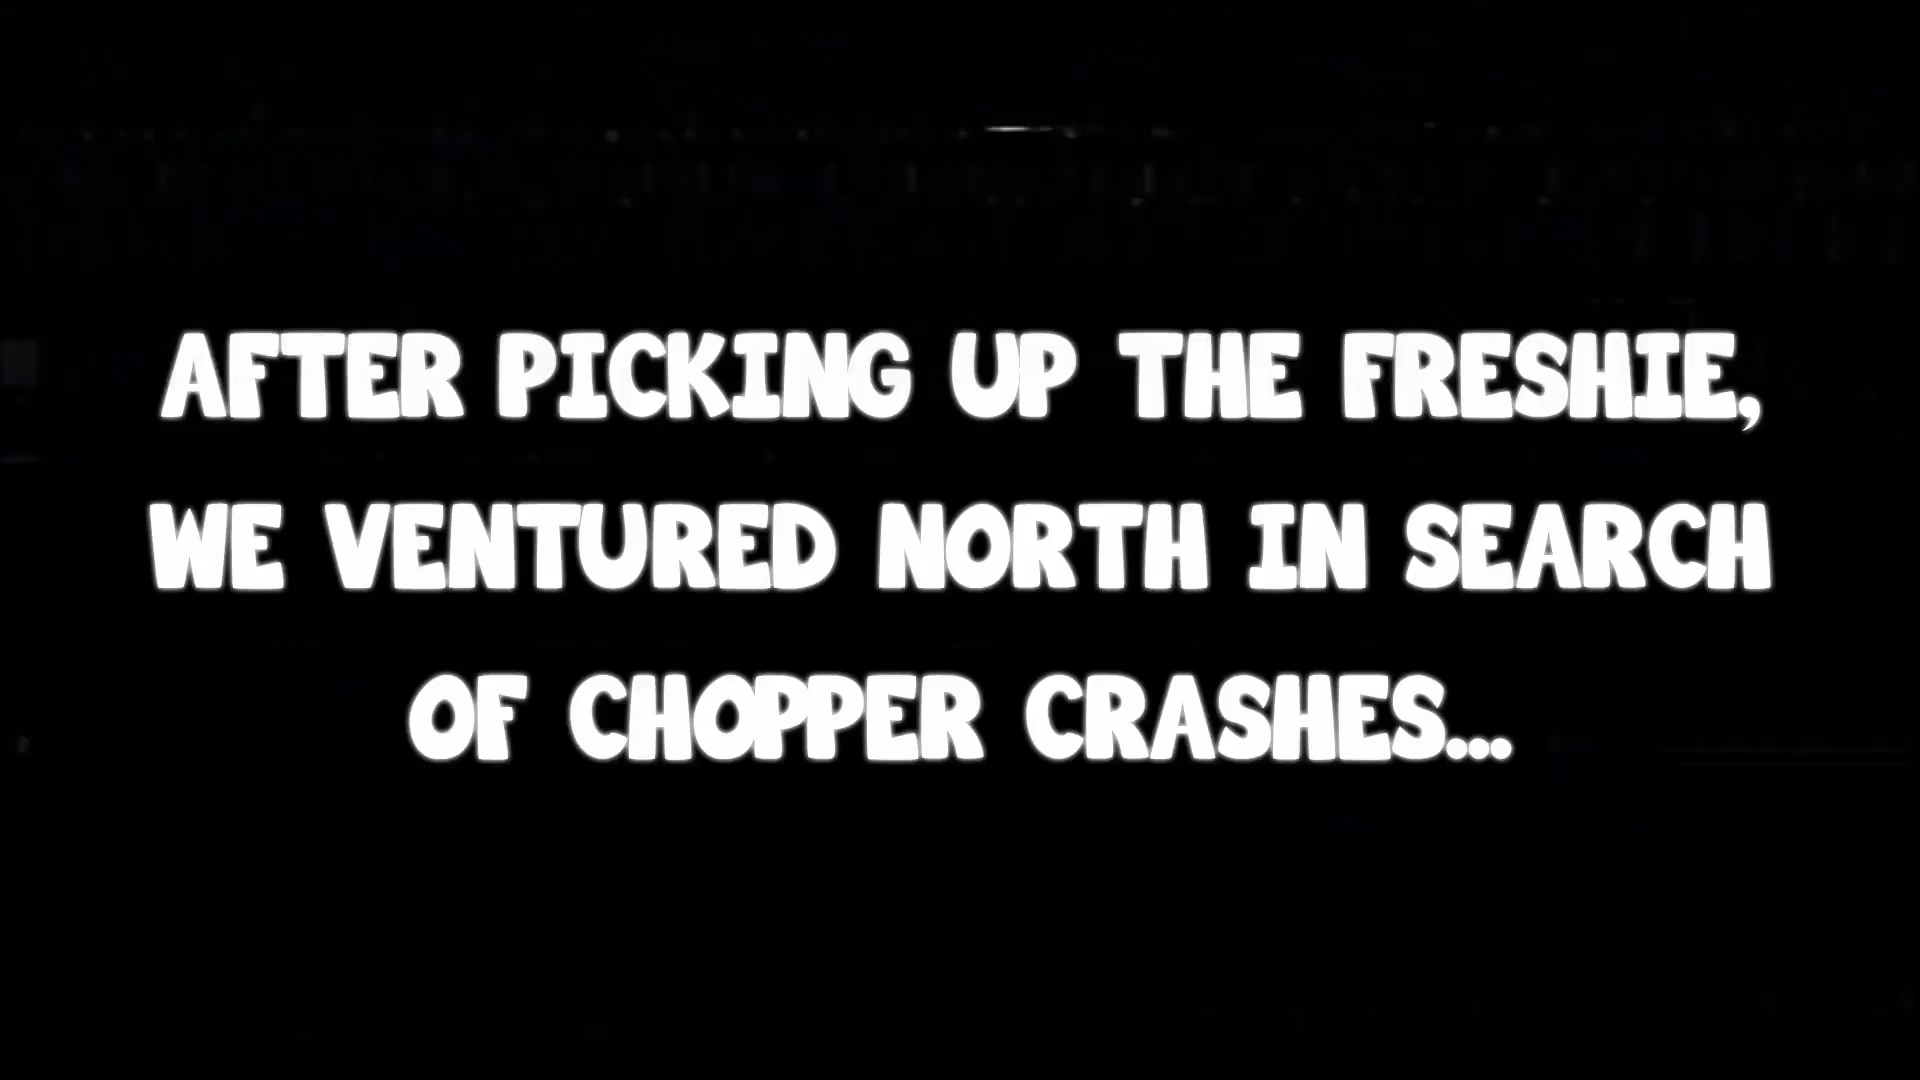 AFTER PICKING UP THE FRESHIE,
WE VENTURED NORTH IN SEARCH
OF CHOPPER CRASHES...